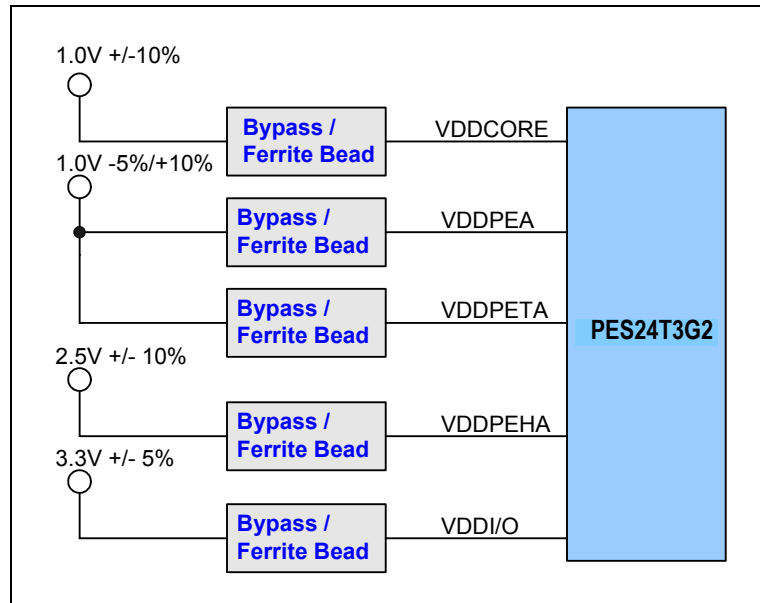 1.0V +/-10%
Bypass /
Ferrite Bead
VDDCORE
1.0V -5%/+10%
Bypass /
Ferrite Bead
VDDPEA
Bypass /
Ferrite Bead
VDDPETA
PES24T3G2
2.5V +/- 10%
Bypass /
Ferrite Bead
VDDPEHA
3.3V +/- 5%
Bypass /
Ferrite Bead
VDDI/O